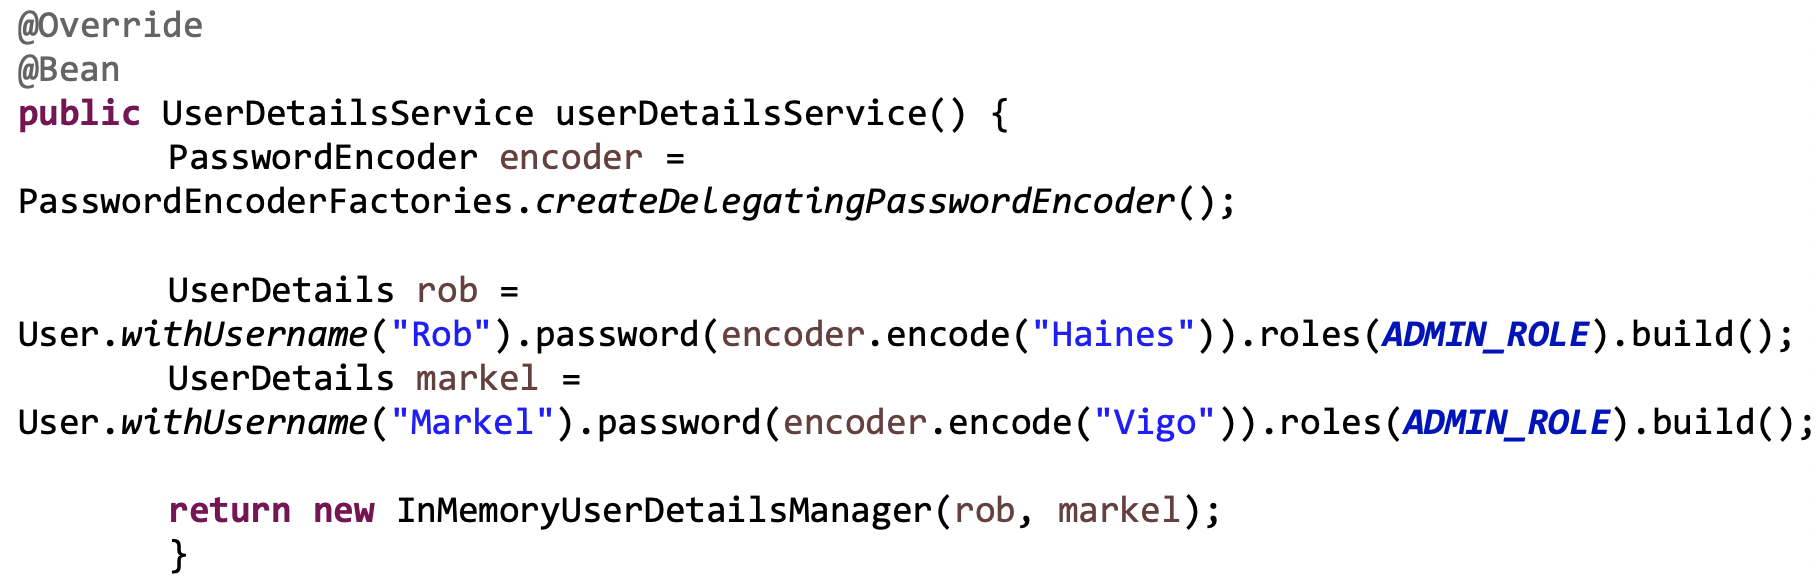 @Override
@Bean
public UserDetailsService userDetailsService() {
PasswordEncoder encoder =
PasswordEncoderFactories.createDelegatingPasswordEncoder();
UserDetails rob =
User.withUsername("Rob").password(encoder.encode("Haines")).roles(ADMIN_ROLE).build();
UserDetails markel =
User.withUsername("Markel").password(encoder.encode("Vigo")).roles(ADMIN_ROLE).build();
return new InMemoryUserDetailsManager(rob, markel);
}